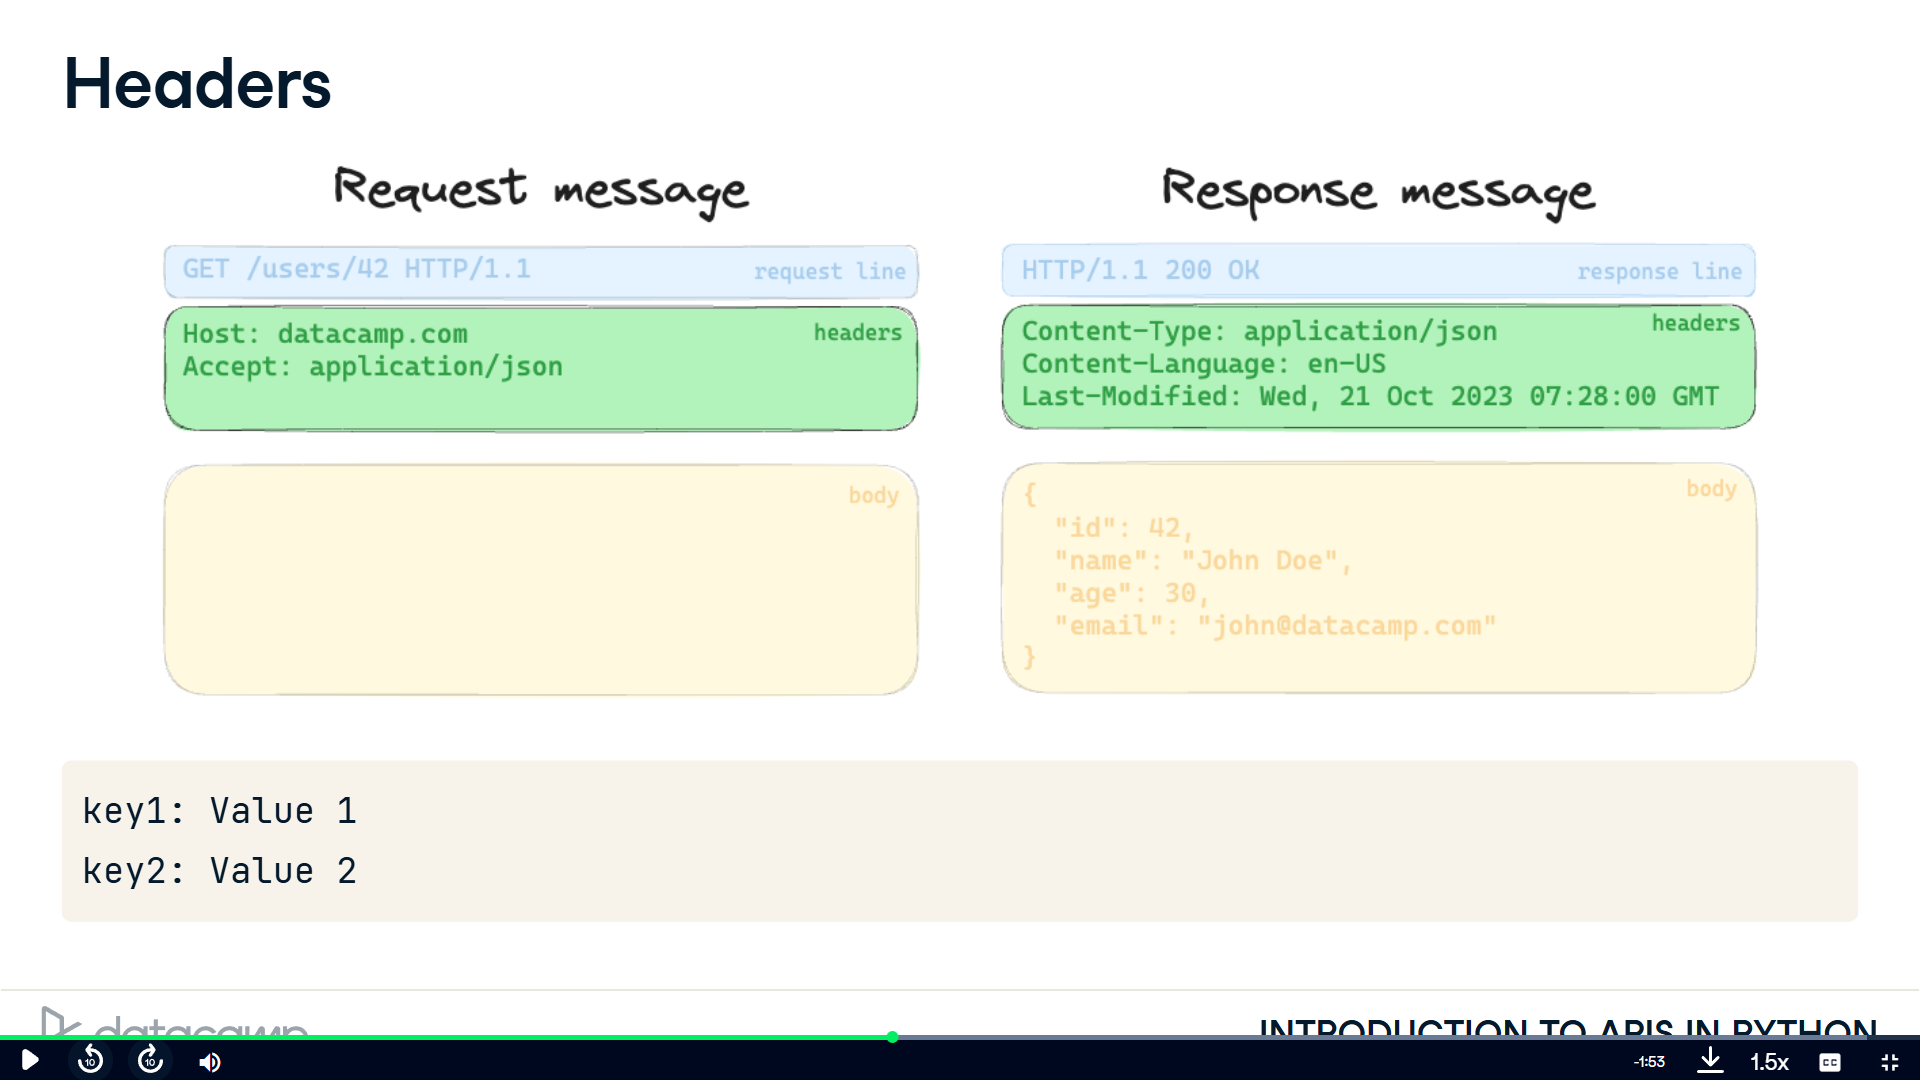 Headers
Request message
GET /users/42 HTTP/1.1 request line
Host: datacamp.com headers
Accept: application/json
body
Response message
HTTP/1.1 200 OK response line
Content-Type: application/json headers
Content-Language: en-US
Last-Modified: Wed, 21 Oct 2023 07:28:00 GMT
{ body
"id": 42,
"name": "John Doe",
"age": 30,
"email": "john@datacamp.com"
}
key1: Value 1
key2: Value 2
datacamp
INTRODUCTION TO APIS IN PYTHON
10
10
-1:53
1.5x
CC